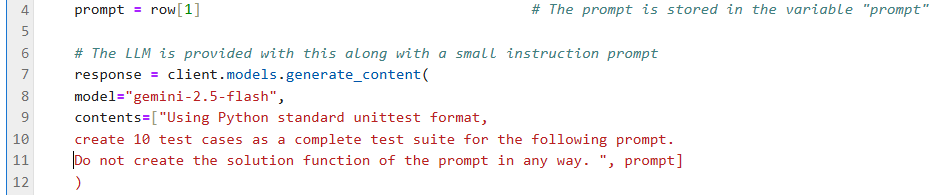 4 prompt = row[1] # The prompt is stored in the variable "prompt"
5
6 # The LLM is provided with this along with a small instruction prompt
7 response = client.models.generate_content(
8 model="gemini-2.5-flash",
9 contents=["Using Python standard unittest format,
10 create 10 test cases as a complete test suite for the following prompt.
11 Do not create the solution function of the prompt in any way. ", prompt]
12 )